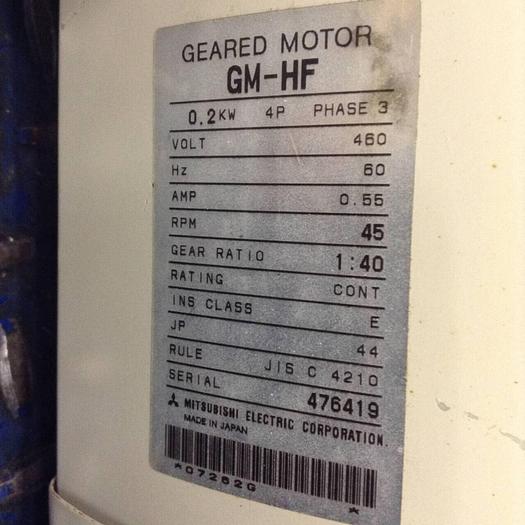 GEARED MOTOR
GM-HF
0.2KW 4P PHASE 3
VOLT 460
Hz 60
AMP 0.55
RPM 45
GEAR RATIO 1:40
RATING CONT
INS CLASS E
JP 44
RULE JIS C 4210
SERIAL 476419
MITSUBISHI ELECTRIC CORPORATION.
MADE IN JAPAN
*07262G *